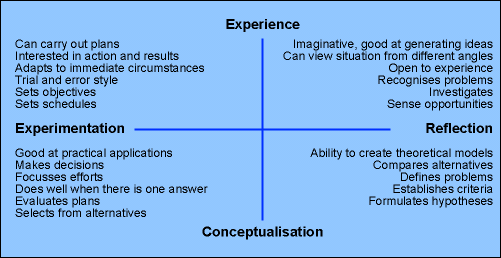 Experience
Can carry out plans
Interested in action and results
Adapts to immediate circumstances
Trial and error style
Sets objectives
Sets schedules
Imaginative, good at generating ideas
Can view situation from different angles
Open to experience
Recognises problems
Investigates
Sense opportunities
Experimentation
Reflection
Good at practical applications
Makes decisions
Focusses efforts
Does well when there is one answer
Evaluates plans
Selects from alternatives
Ability to create theoretical models
Compares alternatives
Defines problems
Establishes criteria
Formulates hypotheses
Conceptualisation